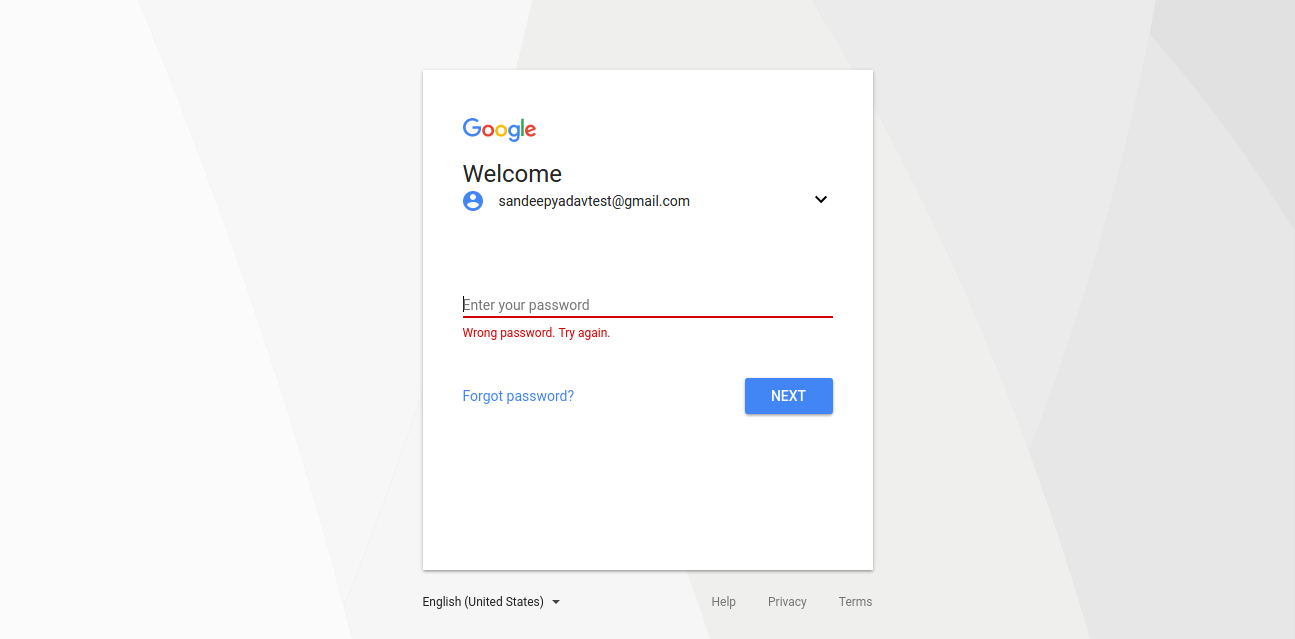 Google
Welcome
sandeepyadavtest@gmail.com
Enter your password
Wrong password. Try again.
Forgot password?
NEXT
English (United States)
Help
Privacy
Terms